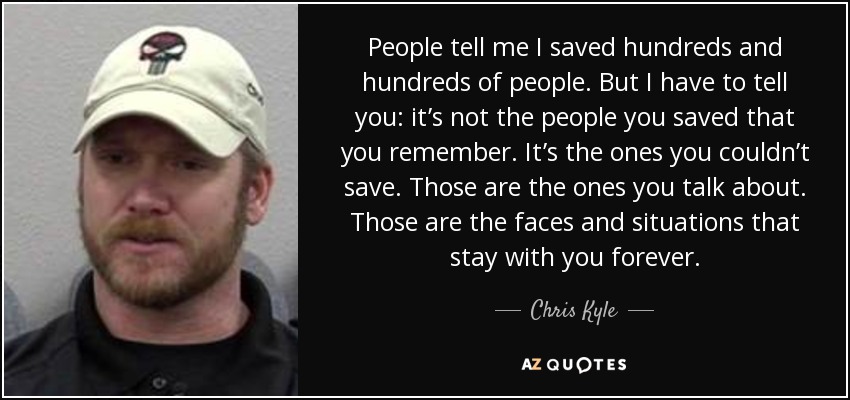 People tell me I saved hundreds and
hundreds of people. But I have to tell
you: it’s not the people you saved that
you remember. It’s the ones you couldn’t
save. Those are the ones you talk about.
Those are the faces and situations that
stay with you forever.
Chris Kyle
AZ QUOTES